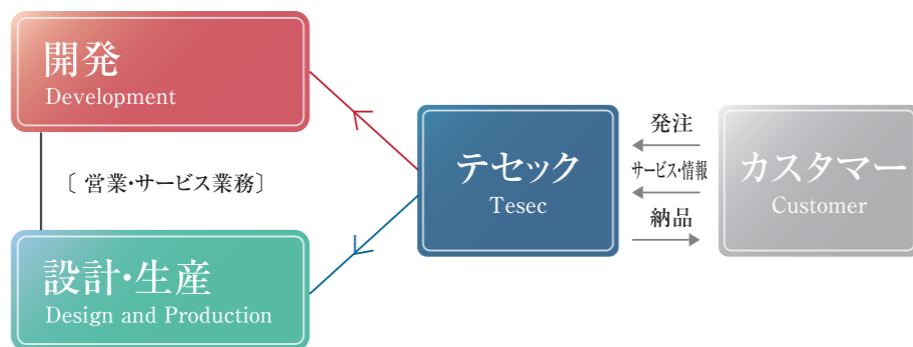 開発
Development
〔 営業・サービス業務〕
設計・生産
Design and Production
テセック
Tesec
発注
サービス・情報
納品
カスタマー
Customer